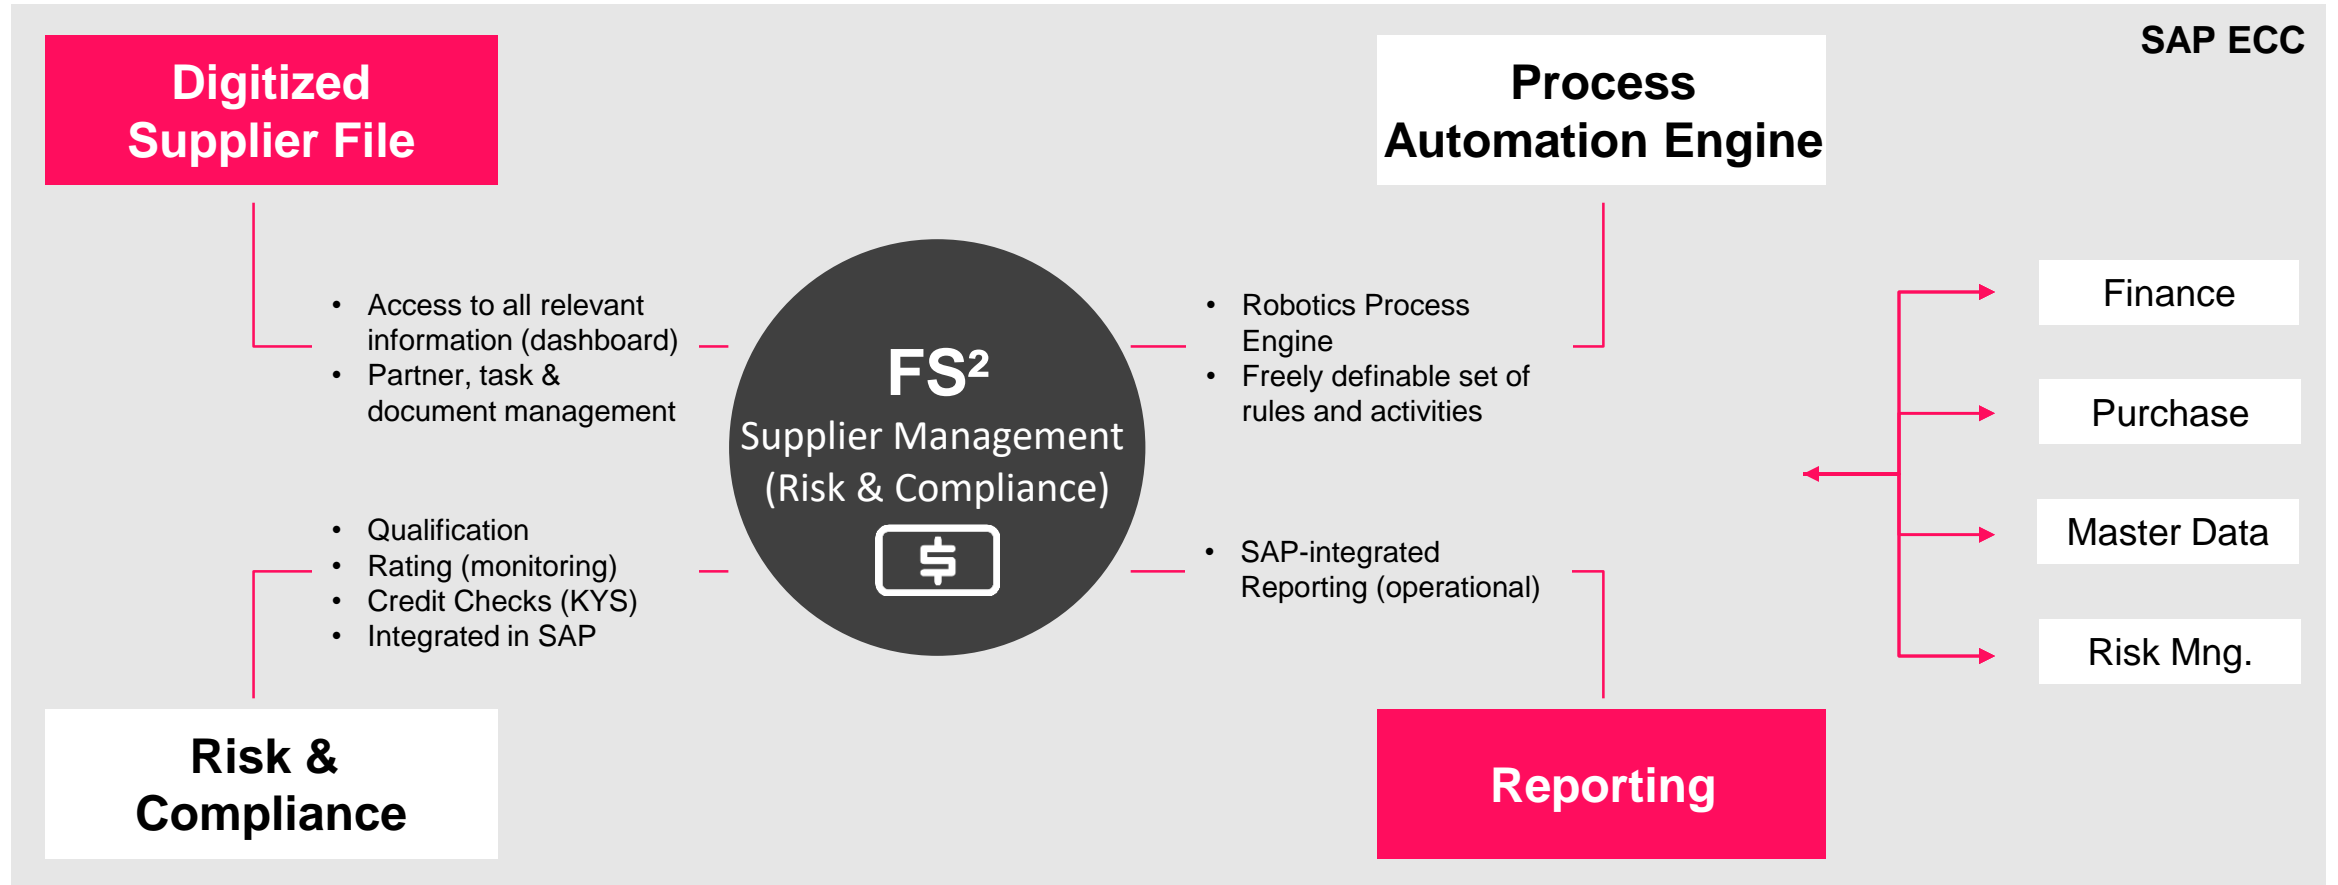 SAP ECC
Digitized
Supplier File
Process
Automation Engine
• Access to all relevant
information (dashboard)
• Partner, task &
document management
• Robotics Process
Engine
• Freely definable set of
rules and activities
FS²
Supplier Management
(Risk & Compliance)
$
• Qualification
• Rating (monitoring)
• Credit Checks (KYS)
• Integrated in SAP
• SAP-integrated
Reporting (operational)
Risk &
Compliance
Reporting
Finance
Purchase
Master Data
Risk Mng.